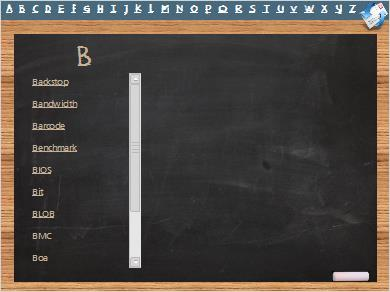 A B C D E F G H I J K L M N O P Q R S T U V W X Y Z
B
Backstop
Bandwidth
Barcode
Benchmark
BIOS
Bit
BLOB
BMC
Boa